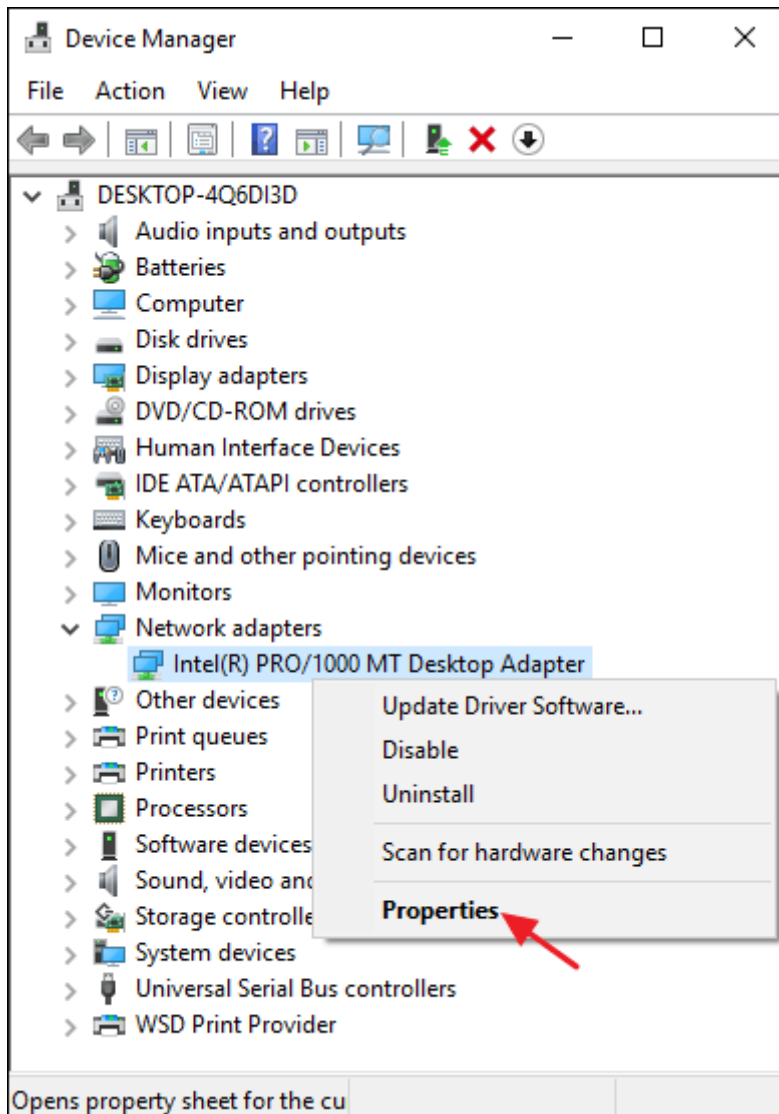 Device Manager
File Action View Help
DESKTOP-4Q6DI3D
Audio inputs and outputs
Batteries
Computer
Disk drives
Display adapters
DVD/CD-ROM drives
Human Interface Devices
IDE ATA/ATAPI controllers
Keyboards
Mice and other pointing devices
Monitors
Network adapters
Intel(R) PRO/1000 MT Desktop Adapter
Other devices
Print queues
Printers
Processors
Software devices
Sound, video and
Storage controlle
System devices
Universal Serial Bus controllers
WSD Print Provider
Update Driver Software...
Disable
Uninstall
Scan for hardware changes
Properties
Opens property sheet for the cu